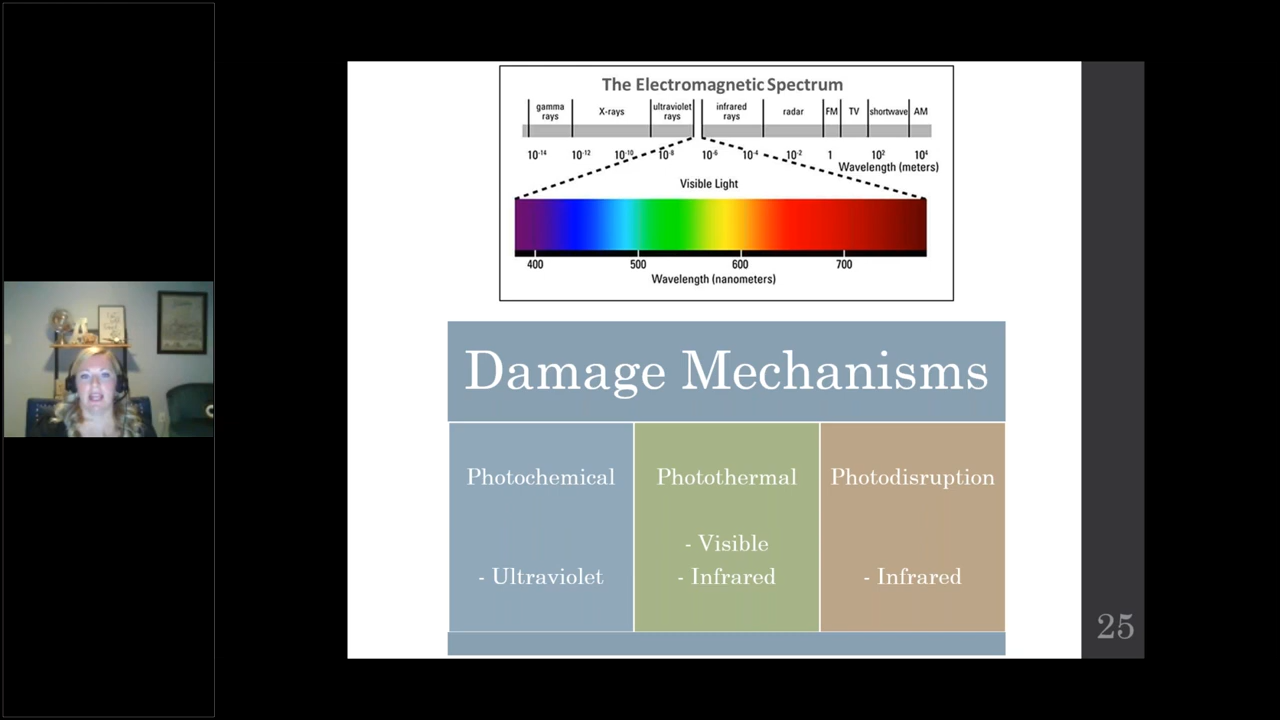 The Electromagnetic Spectrum
gamma rays X-rays ultraviolet rays infrared rays radar FM TV shortwave AM
10-14 10-12 10-10 10-8 10-6 10-4 10-2 1 102 104
Wavelength (meters)
Visible Light
400 500 600 700
Wavelength (nanometers)
Damage Mechanisms
Photochemical Photothermal Photodisruption
- Visible
- Ultraviolet - Infrared - Infrared
25